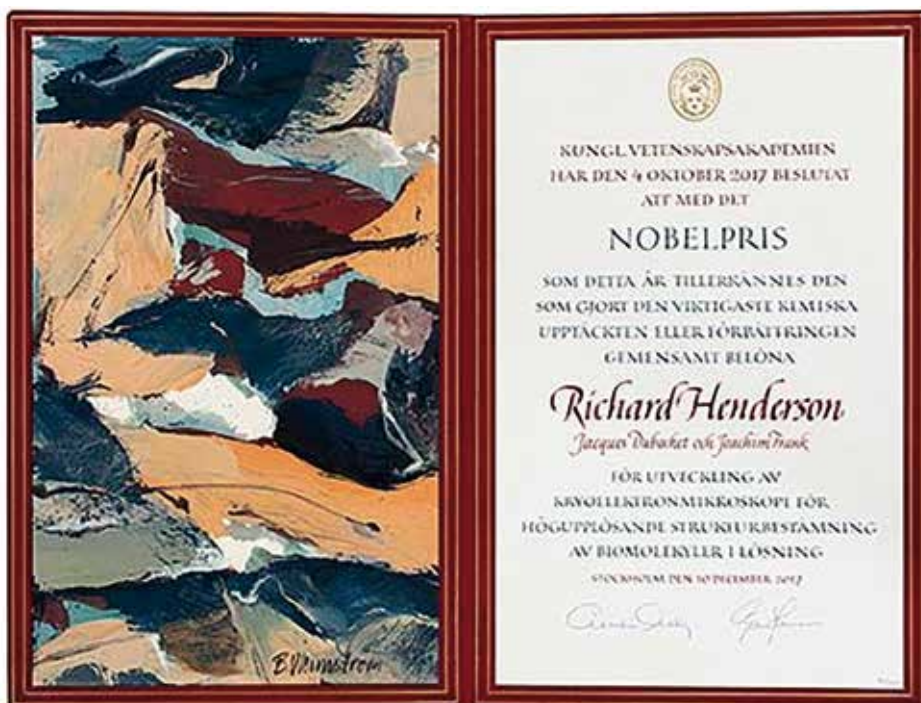 KUNGL. VETENSKAPSAKADEMIEN
HAR DEN 4 OKTOBER 2017 BESLUTAT
ATT MED DET
NOBELPRIS
SOM DETTA ÅR TILLERKÄNNES DEN
SOM GJORT DEN VIKTIGASTE KEMISKA
UPPTÄCKTEN ELLER FÖRBÄTTRINGEN
GEMENSAMT BELÖNA
Richard Henderson
Jacques Dubochet och Joachim Frank
FÖR UTVECKLING AV
KRYOELEKTRONMIKROSKOPI FÖR
HÖGUPPLÖSANDE STRUKTURBESTÄMNING
AV BIOMOLEKYLER I LÖSNING
STOCKHOLM DEN 10 DECEMBER 2017